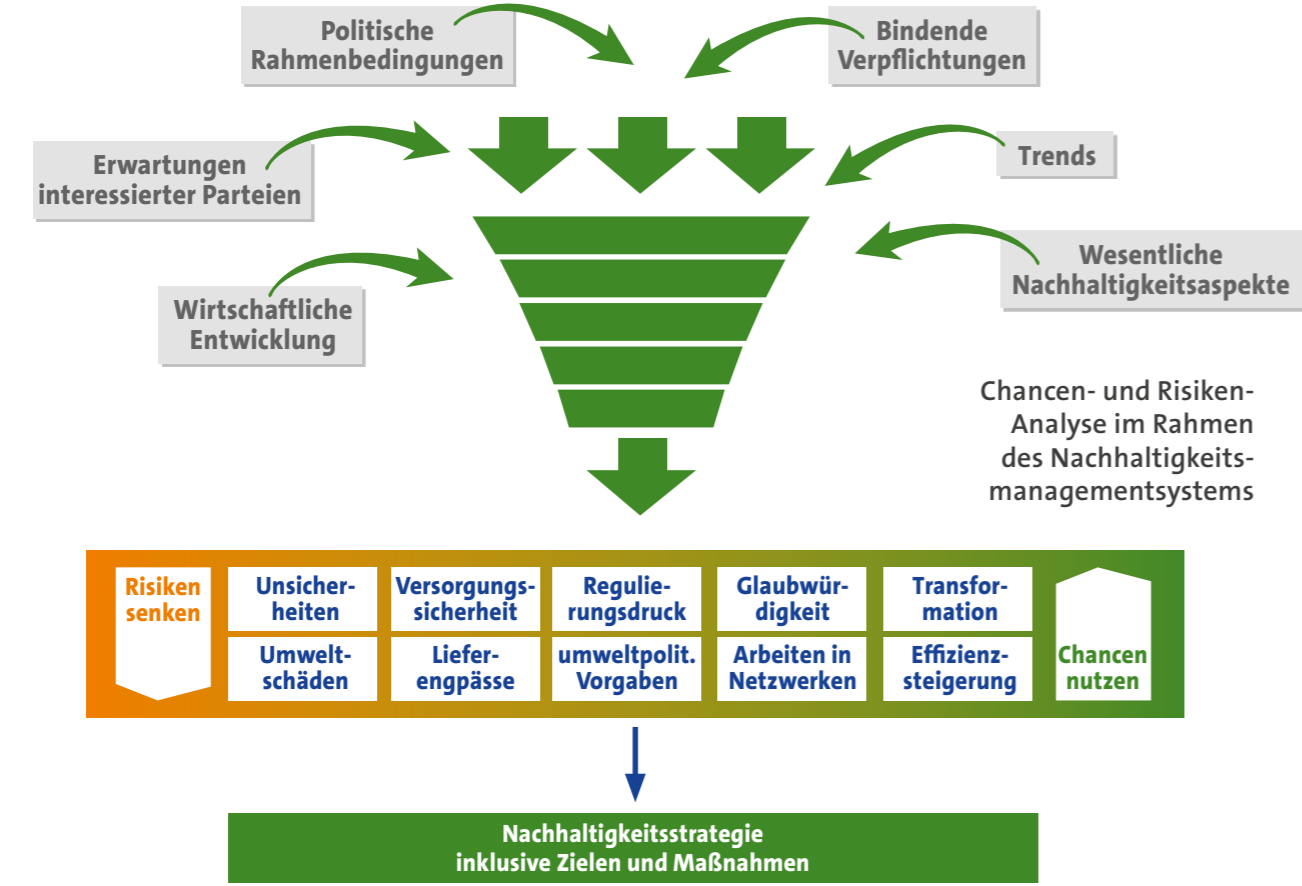 Politische
Rahmenbedingungen
Bindende
Verpflichtungen
Erwartungen
interessierter Parteien
Trends
Wirtschaftliche
Entwicklung
Wesentliche
Nachhaltigkeitsaspekte
Chancen- und Risiken-
Analyse im Rahmen
des Nachhaltigkeits-
managementsystems
Risiken
senken
Unsicher-
heiten
Versorgungs-
sicherheit
Regulie-
rungsdruck
Glaubwür-
digkeit
Transfor-
mation
Umwelt-
schäden
Liefer-
engpässe
umweltpolit.
Vorgaben
Arbeiten in
Netzwerken
Effizienz-
steigerung
Chancen
nutzen
Nachhaltigkeitsstrategie
inklusive Zielen und Maßnahmen